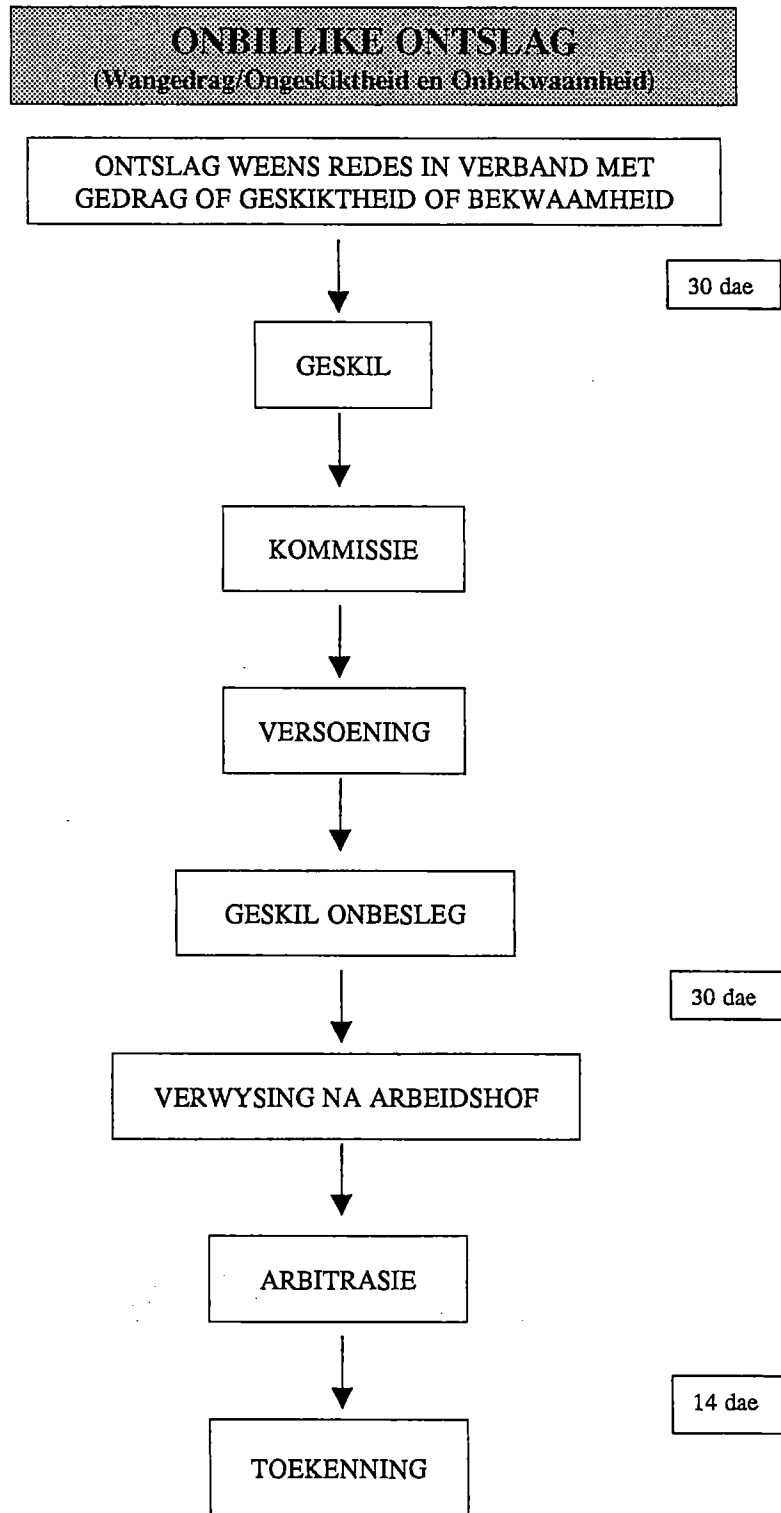 ONBILLIKE ONTSLAG
(Wangedrag/Ongeskiktheid en Onbekwaamheid)
ONTSLAG WEENS REDES IN VERBAND MET
GEDRAG OF GESKIKTHEID OF BEKWAAMHEID
30 dae
GESKIL
KOMMISSIE
VERSOENING
GESKIL ONBESLEG
30 dae
VERWYSING NA ARBEIDSHOF
ARBITRASIE
14 dae
TOEKENNING